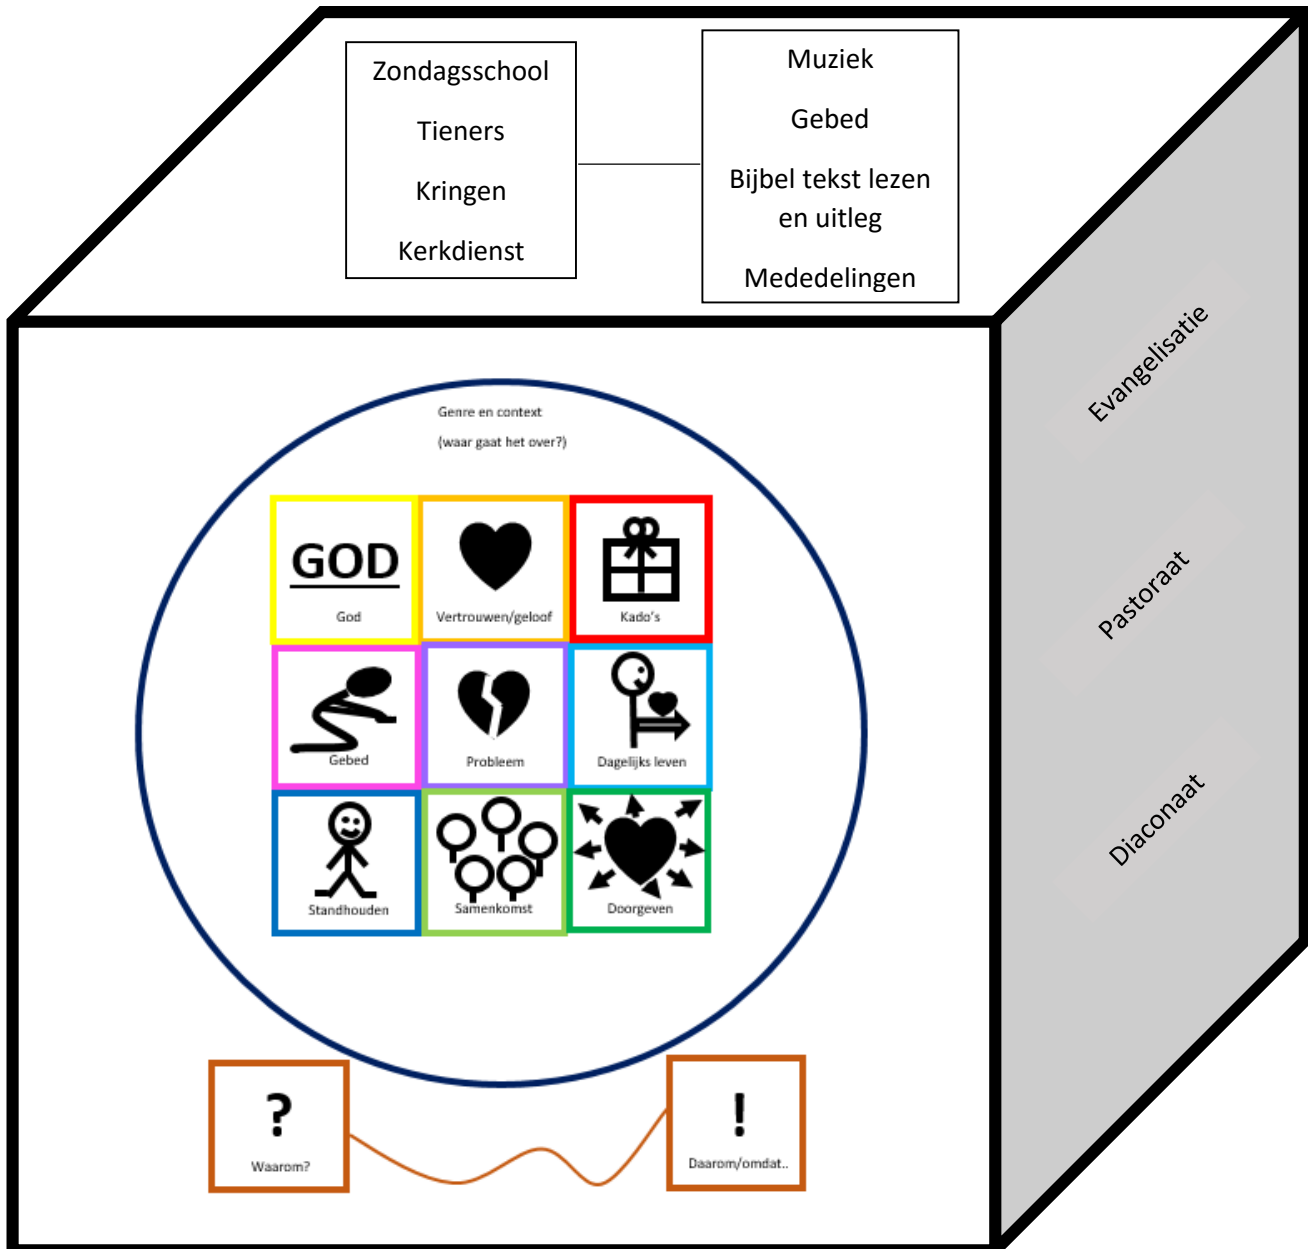 Zondagsschool
Tieners
Kringen
Kerkdienst
Muziek
Gebed
Bijbel tekst lezen
en uitleg
Mededelingen
Genre en context
(waar gaat het over?)
GOD
God
Vertrouwen/geloof
Kado's
Gebed
Probleem
Dagelijks leven
Standhouden
Samenkomst
Doorgeven
?
Waarom?
!
Daarom/omdat..
Evangelisatie
Pastoraat
Diaconaat